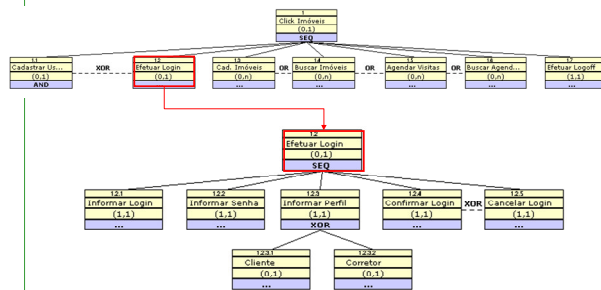 1
Click Imóveis
(0,1)
SEQ
1.1
Cadastrar Us...
(0,1)
AND
XOR
1.2
Efetuar Login
(0,1)
...
1.3
Cad. Imóveis
(0,n)
...
OR
1.4
Buscar Imóveis
(0,n)
...
OR
1.5
Agendar Visitas
(0,n)
...
OR
1.6
Buscar Agend...
(0,n)
...
1.7
Efetuar Logoff
(1,1)
...
1.2
Efetuar Login
(0,1)
SEQ
1.2.1
Informar Login
(1,1)
...
1.2.2
Informar Senha
(1,1)
...
1.2.3
Informar Perfil
(1,1)
XOR
1.2.4
Confirmar Login
(1,1)
...
XOR
1.2.5
Cancelar Login
(1,1)
...
1.2.3.1
Cliente
(0,1)
...
1.2.3.2
Corretor
(0,1)
...